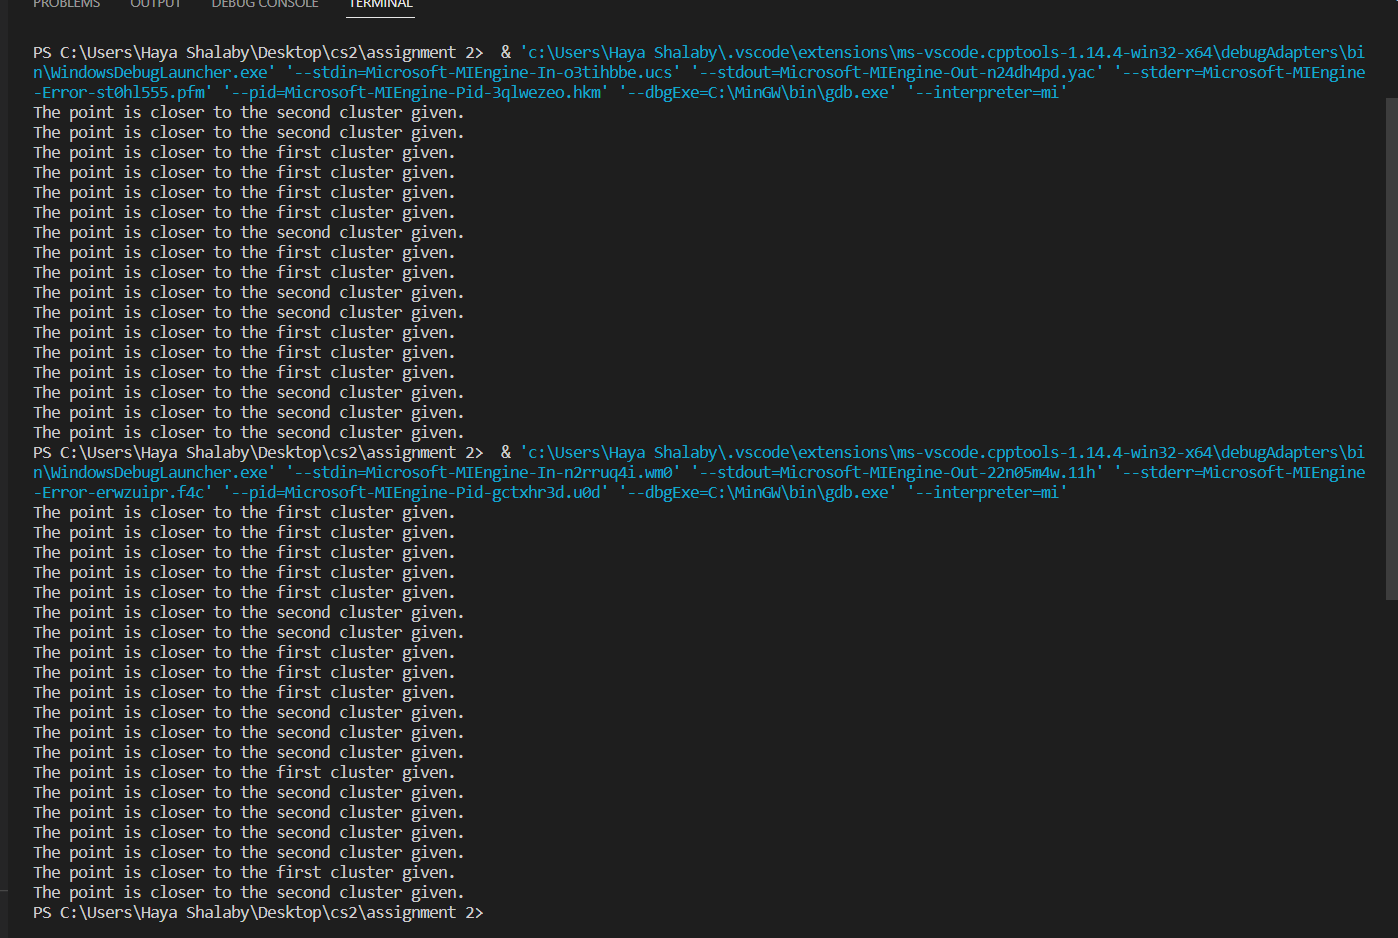 PROBLEMS OUTPUT DEBUG CONSOLE TERMINAL
PS C:\Users\Haya Shalaby\Desktop\cs2\assignment 2>  & 'c:\Users\Haya Shalaby\.vscode\extensions\ms-vscode.cpptools-1.14.4-win32-x64\debugAdapters\bi
n\WindowsDebugLauncher.exe' '--stdin=Microsoft-MIEngine-In-o3tihbbe.ucs' '--stdout=Microsoft-MIEngine-Out-n24dh4pd.yac' '--stderr=Microsoft-MIEngine
-Error-st0hl555.pfm' '--pid=Microsoft-MIEngine-Pid-3qlwezeo.hkm' '--dbgExe=C:\MinGW\bin\gdb.exe' '--interpreter=mi'
The point is closer to the second cluster given.
The point is closer to the second cluster given.
The point is closer to the first cluster given.
The point is closer to the first cluster given.
The point is closer to the first cluster given.
The point is closer to the first cluster given.
The point is closer to the second cluster given.
The point is closer to the first cluster given.
The point is closer to the first cluster given.
The point is closer to the second cluster given.
The point is closer to the second cluster given.
The point is closer to the first cluster given.
The point is closer to the first cluster given.
The point is closer to the first cluster given.
The point is closer to the second cluster given.
The point is closer to the second cluster given.
The point is closer to the second cluster given.
PS C:\Users\Haya Shalaby\Desktop\cs2\assignment 2>  & 'c:\Users\Haya Shalaby\.vscode\extensions\ms-vscode.cpptools-1.14.4-win32-x64\debugAdapters\bi
n\WindowsDebugLauncher.exe' '--stdin=Microsoft-MIEngine-In-n2rruq4i.wm0' '--stdout=Microsoft-MIEngine-Out-22n05m4w.11h' '--stderr=Microsoft-MIEngine
-Error-erwzuipr.f4c' '--pid=Microsoft-MIEngine-Pid-gctxhr3d.u0d' '--dbgExe=C:\MinGW\bin\gdb.exe' '--interpreter=mi'
The point is closer to the first cluster given.
The point is closer to the first cluster given.
The point is closer to the first cluster given.
The point is closer to the first cluster given.
The point is closer to the first cluster given.
The point is closer to the second cluster given.
The point is closer to the second cluster given.
The point is closer to the first cluster given.
The point is closer to the first cluster given.
The point is closer to the first cluster given.
The point is closer to the second cluster given.
The point is closer to the second cluster given.
The point is closer to the second cluster given.
The point is closer to the first cluster given.
The point is closer to the second cluster given.
The point is closer to the second cluster given.
The point is closer to the second cluster given.
The point is closer to the second cluster given.
The point is closer to the first cluster given.
The point is closer to the second cluster given.
PS C:\Users\Haya Shalaby\Desktop\cs2\assignment 2>